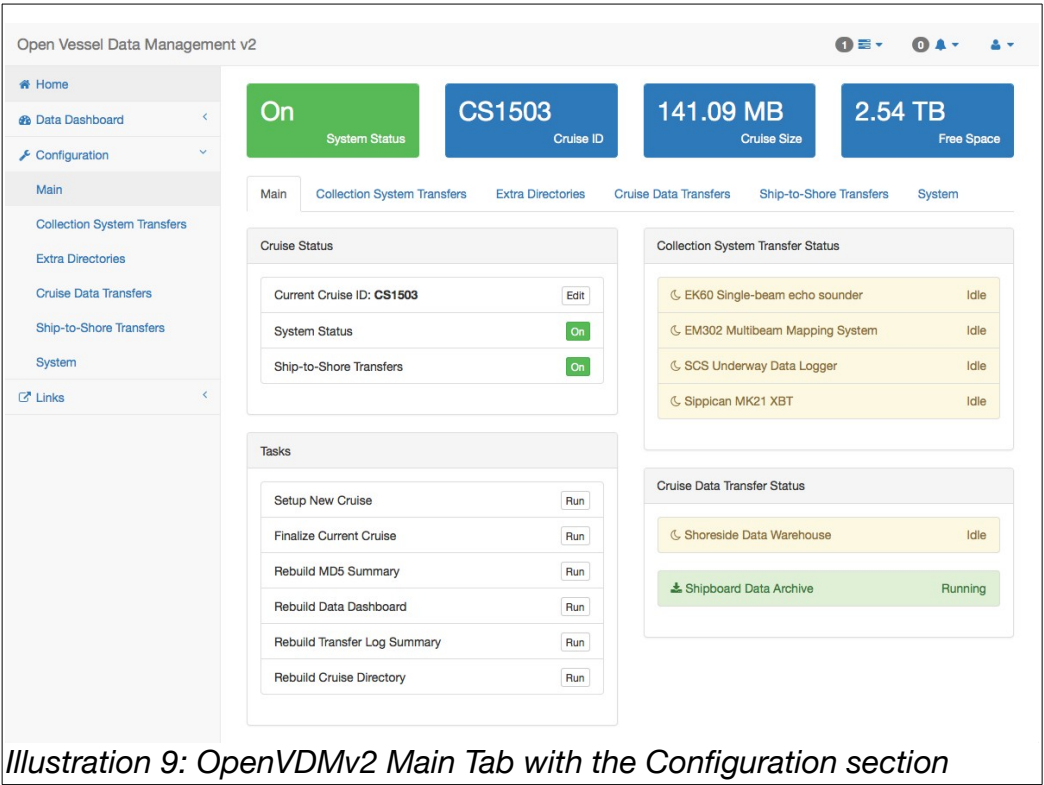 Open Vessel Data Management v2
1
0
Home
Data Dashboard
Configuration
Main
Collection System Transfers
Extra Directories
Cruise Data Transfers
Ship-to-Shore Transfers
System
Links
On
System Status
CS1503
Cruise ID
141.09 MB
Cruise Size
2.54 TB
Free Space
Main
Collection System Transfers
Extra Directories
Cruise Data Transfers
Ship-to-Shore Transfers
System
Cruise Status
Current Cruise ID: CS1503
Edit
System Status
On
Ship-to-Shore Transfers
On
Tasks
Setup New Cruise
Run
Finalize Current Cruise
Run
Rebuild MD5 Summary
Run
Rebuild Data Dashboard
Run
Rebuild Transfer Log Summary
Run
Rebuild Cruise Directory
Run
Collection System Transfer Status
EK60 Single-beam echo sounder
Idle
EM302 Multibeam Mapping System
Idle
SCS Underway Data Logger
Idle
Sippican MK21 XBT
Idle
Cruise Data Transfer Status
Shoreside Data Warehouse
Idle
Shipboard Data Archive
Running
Illustration 9: OpenVDMv2 Main Tab with the Configuration section